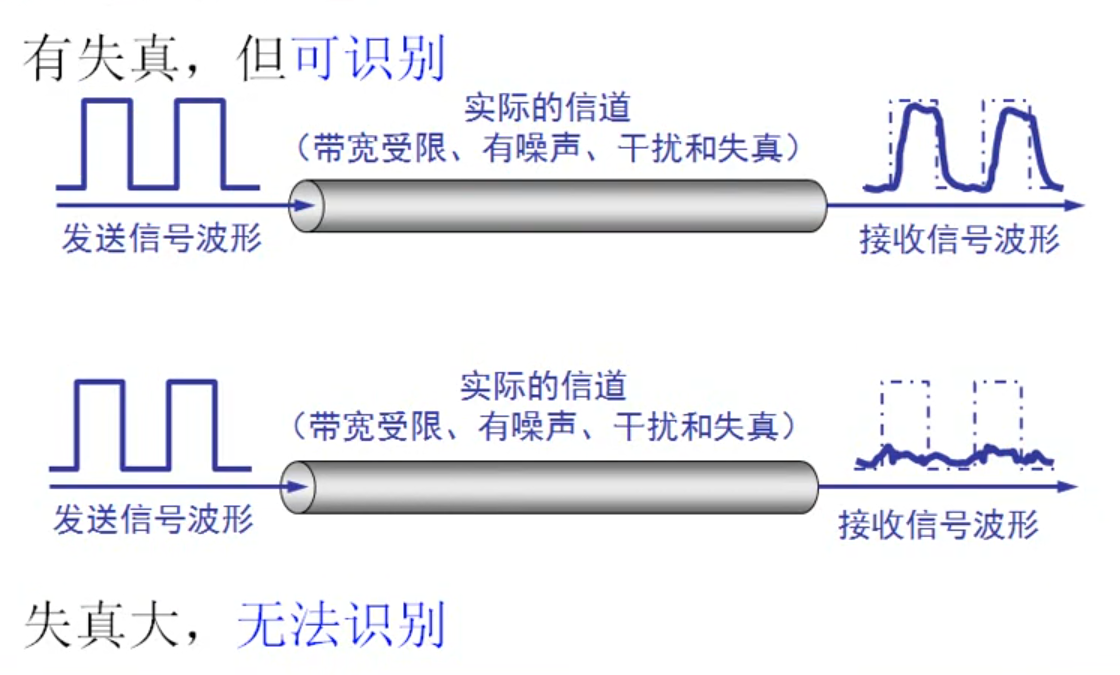 有失真，但可识别
实际的信道
（带宽受限、有噪声、干扰和失真）
发送信号波形
接收信号波形
实际的信道
（带宽受限、有噪声、干扰和失真）
发送信号波形
接收信号波形
失真大，无法识别